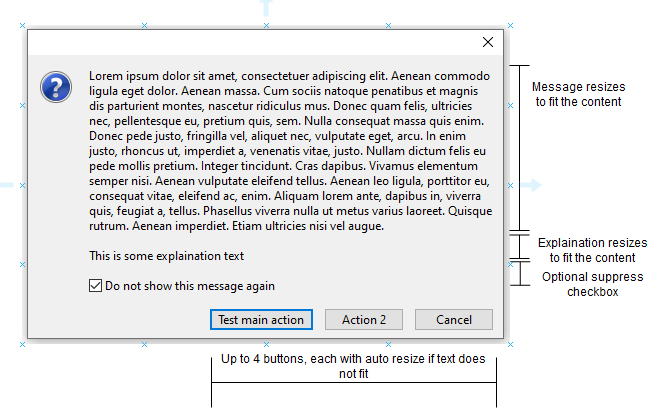 Lorem ipsum dolor sit amet, consectetuer adipiscing elit. Aenean commodo
ligula eget dolor. Aenean massa. Cum sociis natoque penatibus et magnis
dis parturient montes, nascetur ridiculus mus. Donec quam felis, ultricies
nec, pellentesque eu, pretium quis, sem. Nulla consequat massa quis enim.
Donec pede justo, fringilla vel, aliquet nec, vulputate eget, arcu. In enim
justo, rhoncus ut, imperdiet a, venenatis vitae, justo. Nullam dictum felis eu
pede mollis pretium. Integer tincidunt. Cras dapibus. Vivamus elementum
semper nisi. Aenean vulputate eleifend tellus. Aenean leo ligula, porttitor eu,
consequat vitae, eleifend ac, enim. Aliquam lorem ante, dapibus in, viverra
quis, feugiat a, tellus. Phasellus viverra nulla ut metus varius laoreet. Quisque
rutrum. Aenean imperdiet. Etiam ultricies nisi vel augue.
This is some explaination text
Do not show this message again
Test main action
Action 2
Cancel
Message resizes
to fit the content
Explaination resizes
to fit the content
Optional suppress
checkbox
Up to 4 buttons, each with auto resize if text does
not fit